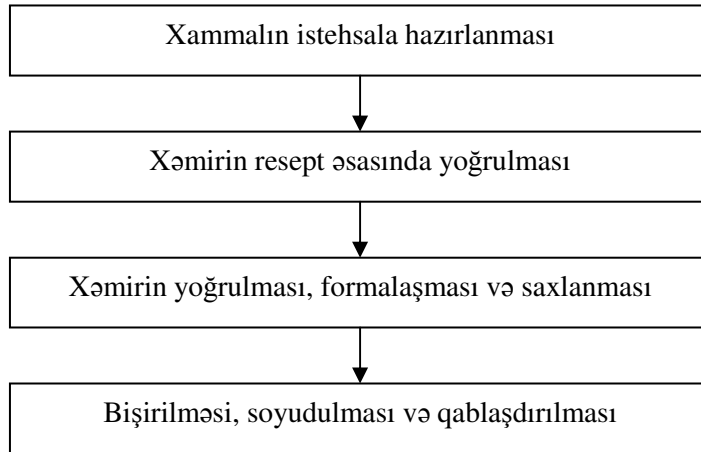 Xammalın istehsala hazırlanması
Xəmirin resept əsasında yoğrulması
Xəmirin yoğrulması, formalaşması və saxlanması
Bişirilməsi, soyudulması və qablaşdırılması